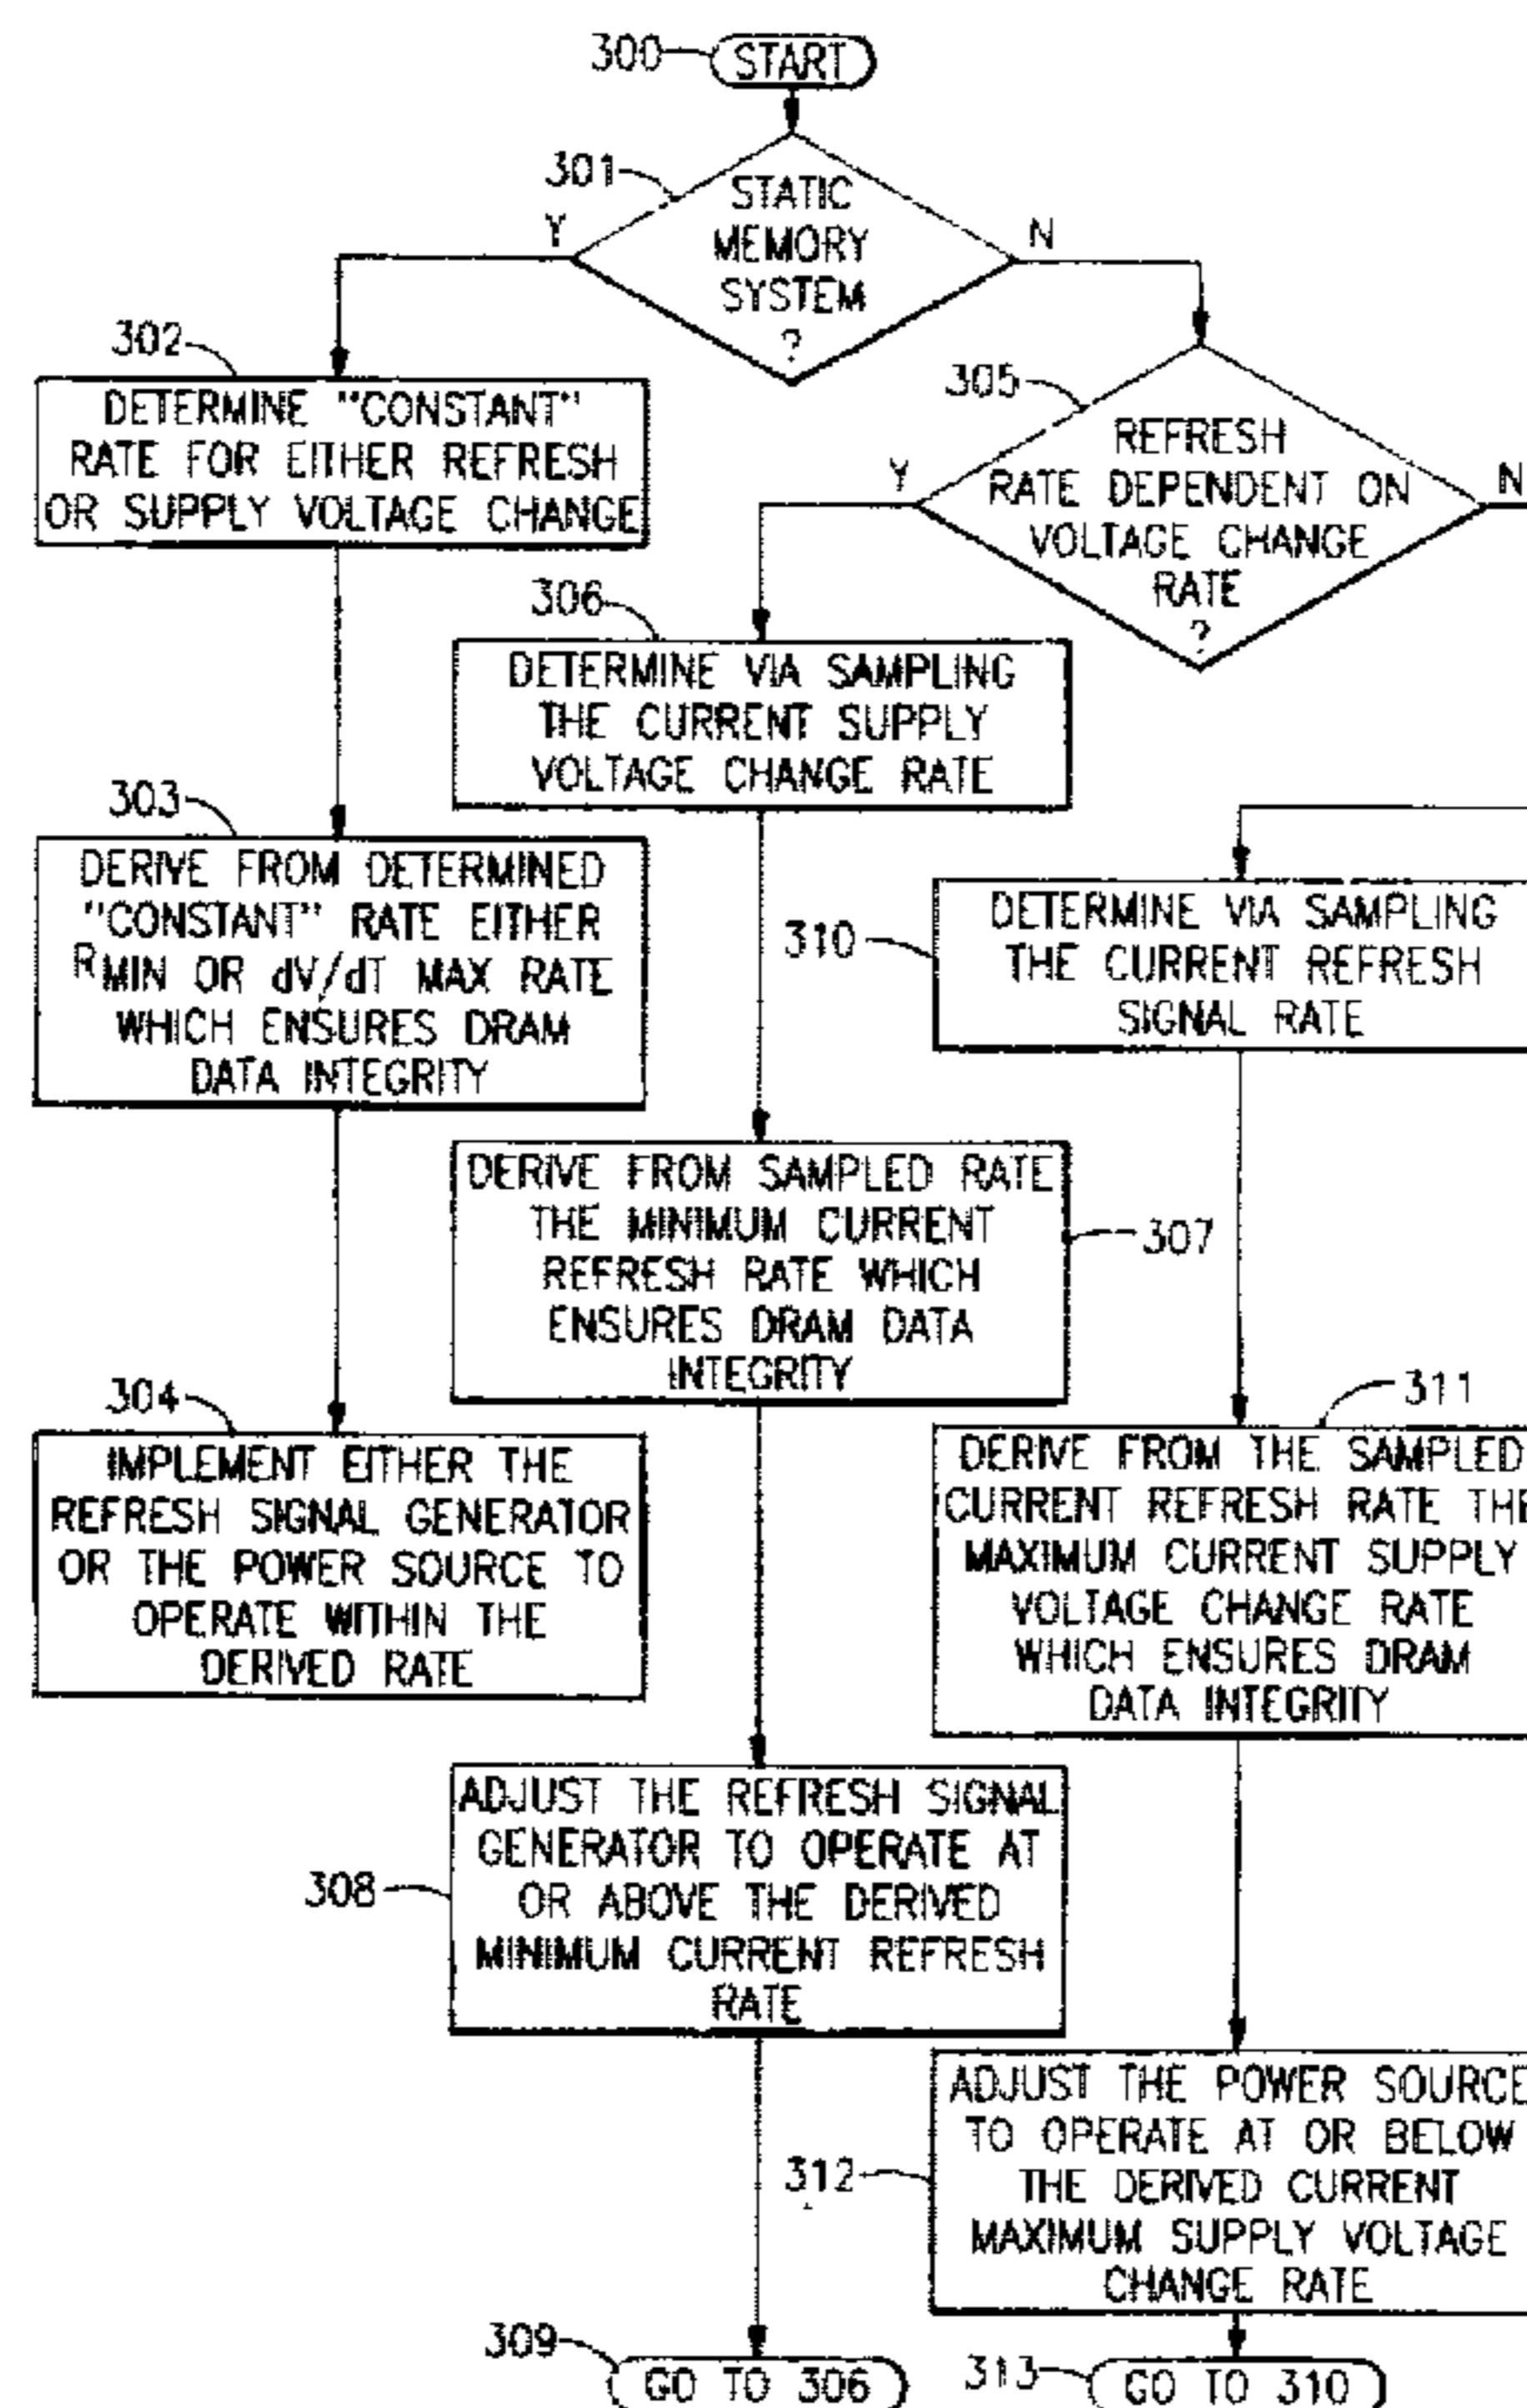 300
START
301
STATIC
MEMORY
SYSTEM
?
Y
N
302
DETERMINE "CONSTANT"
RATE FOR EITHER REFRESH
OR SUPPLY VOLTAGE CHANGE
305
REFRESH
RATE DEPENDENT ON
VOLTAGE CHANGE
RATE
?
Y
N
306
DETERMINE VIA SAMPLING
THE CURRENT SUPPLY
VOLTAGE CHANGE RATE
303
DERIVE FROM DETERMINED
"CONSTANT" RATE EITHER
RMIN OR dV/dT MAX RATE
WHICH ENSURES DRAM
DATA INTEGRITY
310
DETERMINE VIA SAMPLING
THE CURRENT REFRESH
SIGNAL RATE
DERIVE FROM SAMPLED RATE
THE MINIMUM CURRENT
REFRESH RATE WHICH
ENSURES DRAM DATA
INTEGRITY
307
304
IMPLEMENT EITHER THE
REFRESH SIGNAL GENERATOR
OR THE POWER SOURCE TO
OPERATE WITHIN THE
DERIVED RATE
311
DERIVE FROM THE SAMPLED
CURRENT REFRESH RATE THE
MAXIMUM CURRENT SUPPLY
VOLTAGE CHANGE RATE
WHICH ENSURES DRAM
DATA INTEGRITY
308
ADJUST THE REFRESH SIGNAL
GENERATOR TO OPERATE AT
OR ABOVE THE DERIVED
MINIMUM CURRENT REFRESH
RATE
312
ADJUST THE POWER SOURCE
TO OPERATE AT OR BELOW
THE DERIVED CURRENT
MAXIMUM SUPPLY VOLTAGE
CHANGE RATE
309
GO TO 306
313
GO TO 310